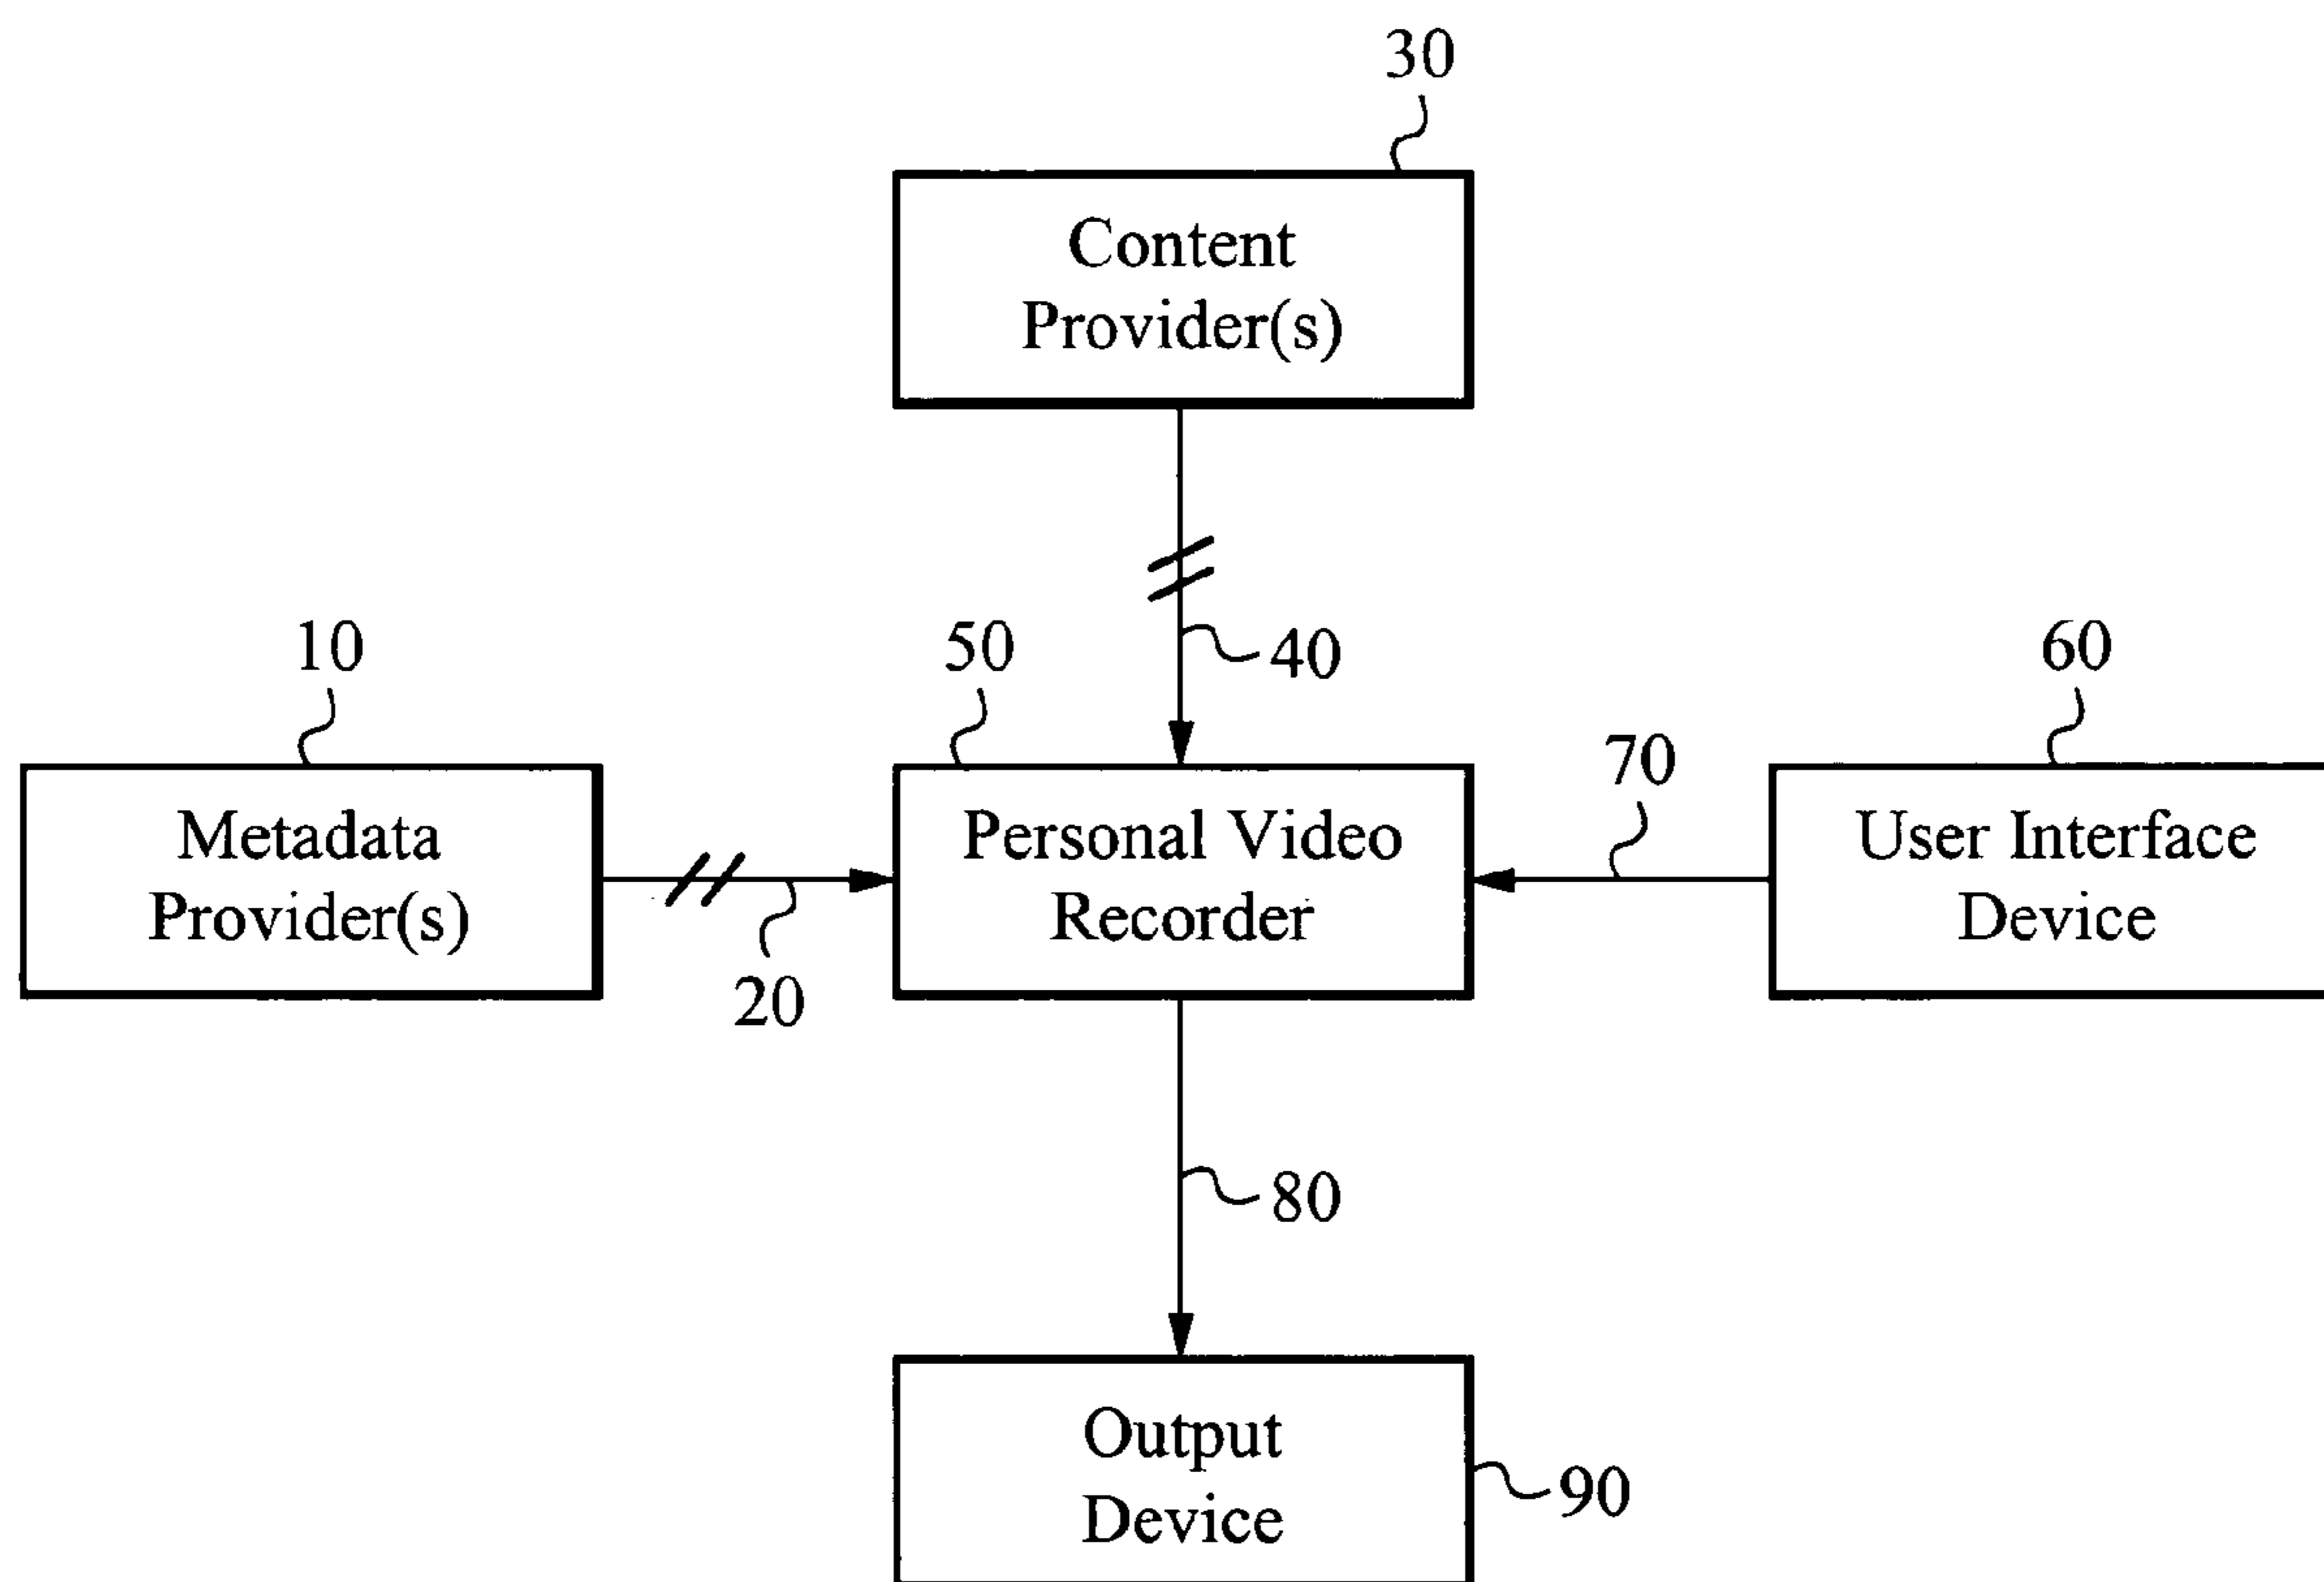 30
Content
Provider(s)
40
10
50
60
70
Metadata
Provider(s)
Personal Video
Recorder
User Interface
Device
20
80
Output
Device
90